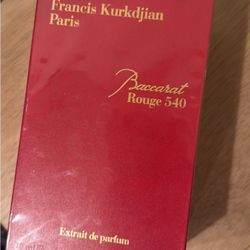 Francis Kurkdjian
Paris
Baccarat
Rouge 540
Extrait de parfum